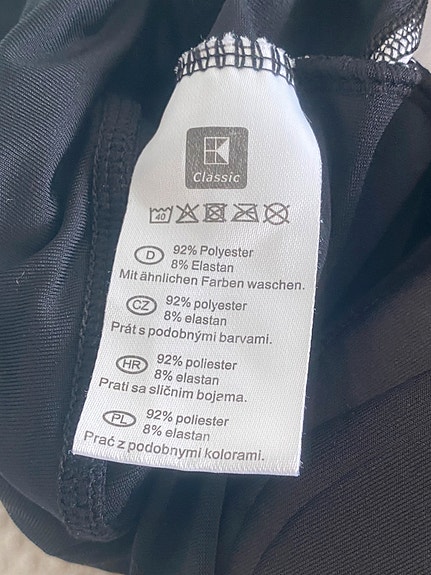 K
Classic
40
D 92% Polyester
8% Elastan
Mit ähnlichen Farben waschen.
CZ 92% polyester
8% elastan
Prát s podobnými barvami.
HR 92% poliester
8% elastan
Prati sa sličnim bojema.
PL 92% poliester
8% elastan
Prać z podobnymi kolorami.